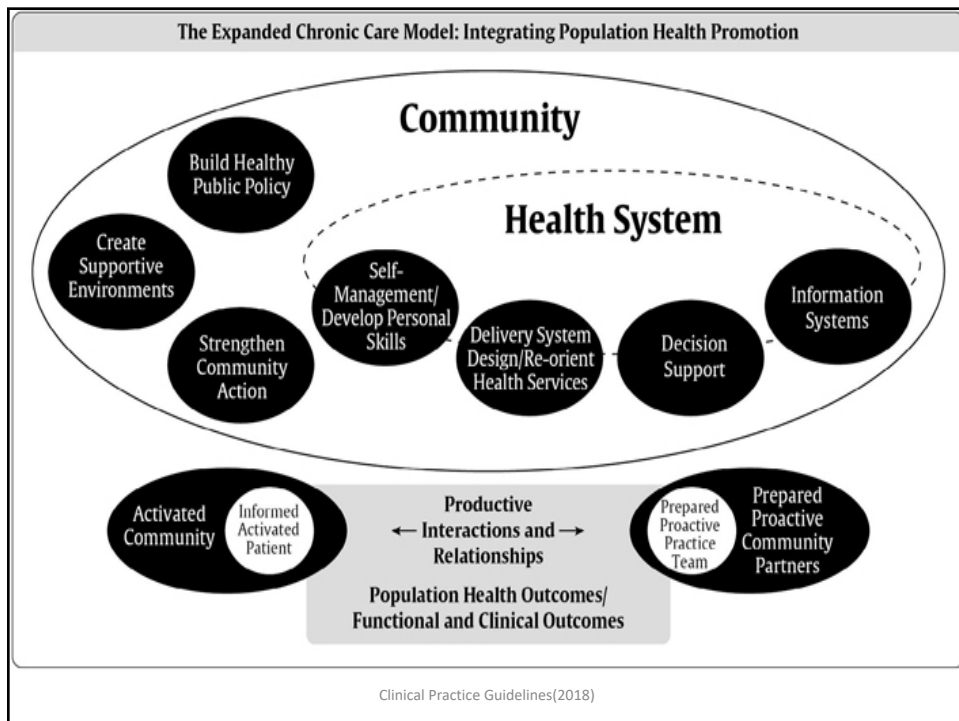 The Expanded Chronic Care Model: Integrating Population Health Promotion
Community
Build Healthy
Public Policy
Health System
Create
Supportive
Environments
Self-
Management/
Develop Personal
Skills
Information
Systems
Strengthen
Community
Action
Delivery System
Design/Re-orient
Health Services
Decision
Support
Activated
Community
Informed
Activated
Patient
Productive
Interactions and
Relationships
Prepared
Proactive
Practice
Team
Prepared
Proactive
Community
Partners
Population Health Outcomes/
Functional and Clinical Outcomes
Clinical Practice Guidelines(2018)